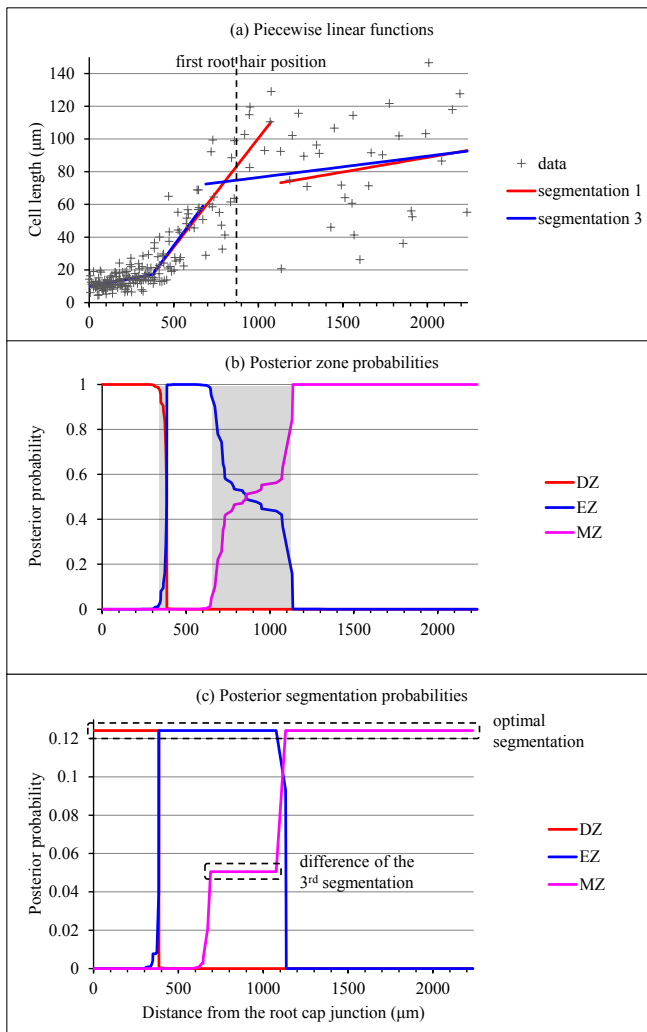 (a) Piecewise linear functions
first root hair position
140
120
100
80
60
40
20
0
Cell length (µm)
0 500 1000 1500 2000
data
segmentation 1
segmentation 3
(b) Posterior zone probabilities
1
0.8
0.6
0.4
0.2
0
Posterior probability
0 500 1000 1500 2000
DZ
EZ
MZ
(c) Posterior segmentation probabilities
optimal
segmentation
0.12
0.1
0.08
0.06
0.04
0.02
0
Posterior probability
difference of the
3rd segmentation
DZ
EZ
MZ
0 500 1000 1500 2000
Distance from the root cap junction (µm)